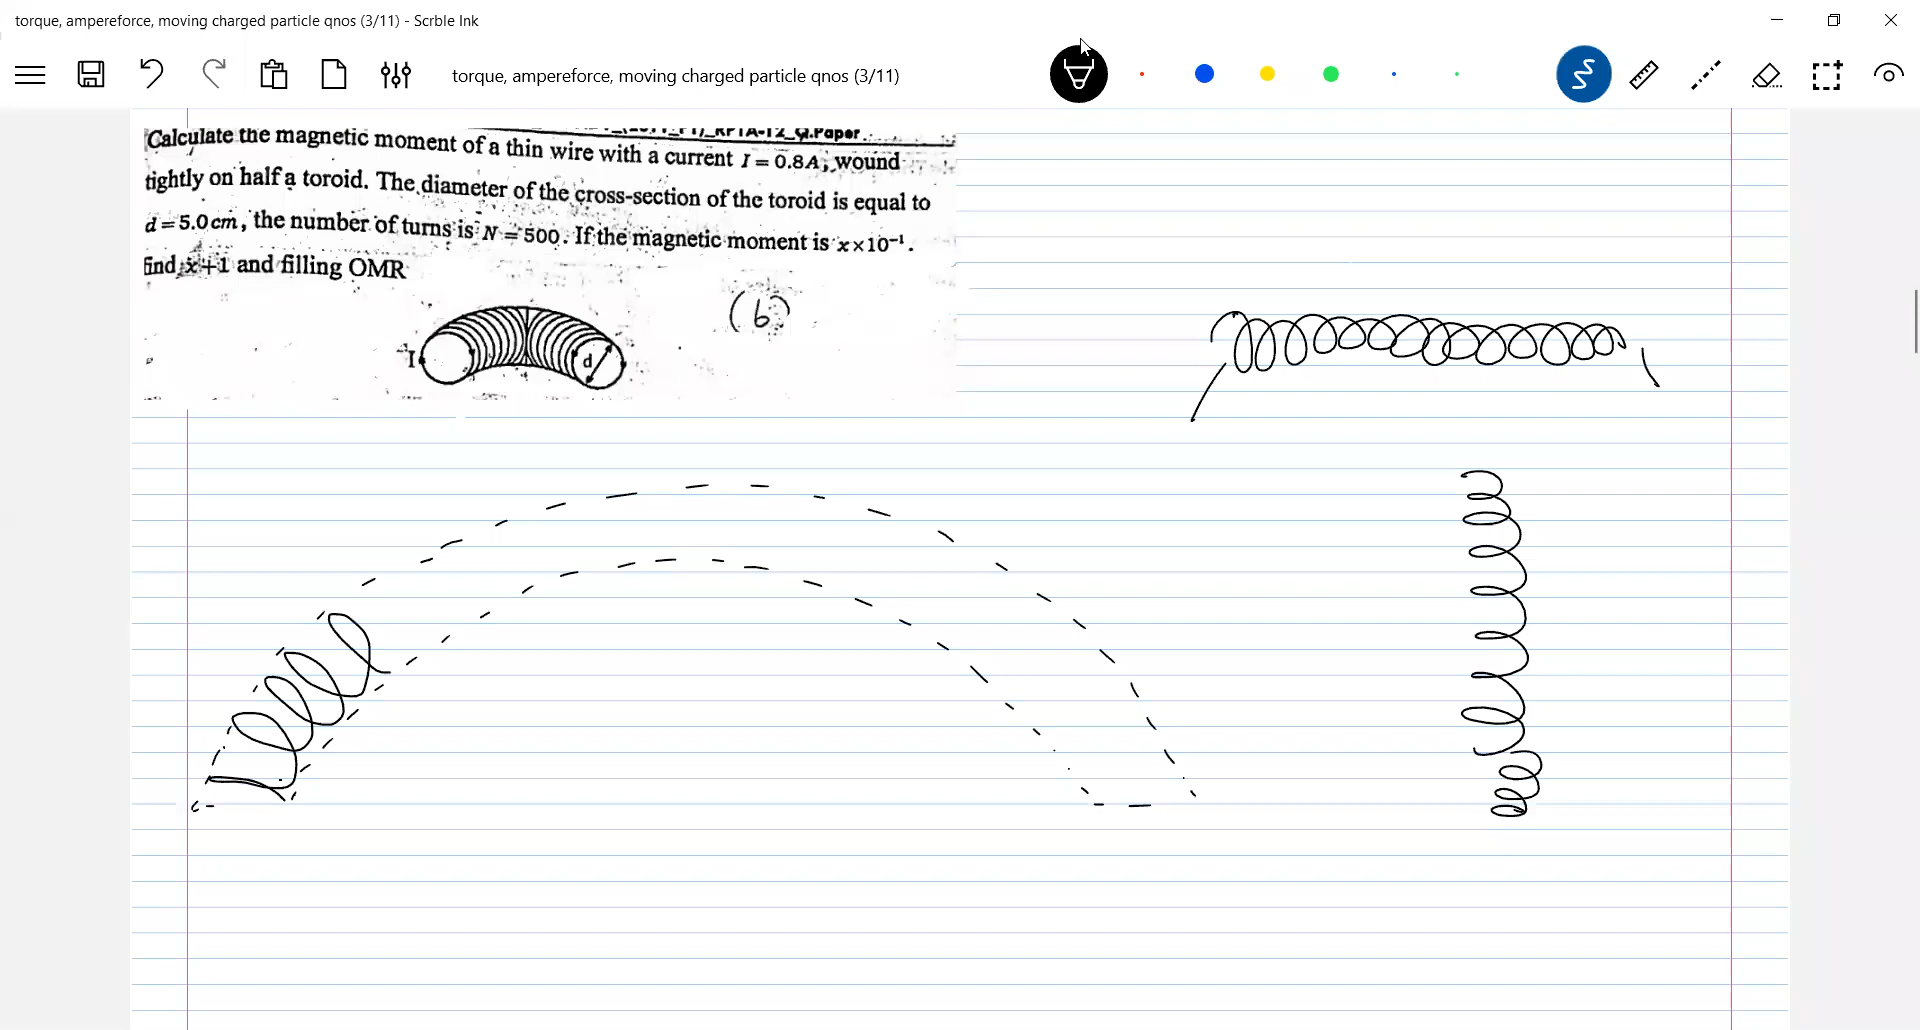 torque, ampereforce, moving charged particle qnos (3/11) - Scrble Ink
torque, ampereforce, moving charged particle qnos (3/11)
Q.Paper
Calculate the magnetic moment of a thin wire with a current I = 0.8A, wound
tightly on half a toroid. The diameter of the cross-section of the toroid is equal to
d = 5.0 cm, the number of turns is N = 500. If the magnetic moment is x×10⁻¹.
find x+1 and filling OMR
(6)
I
d